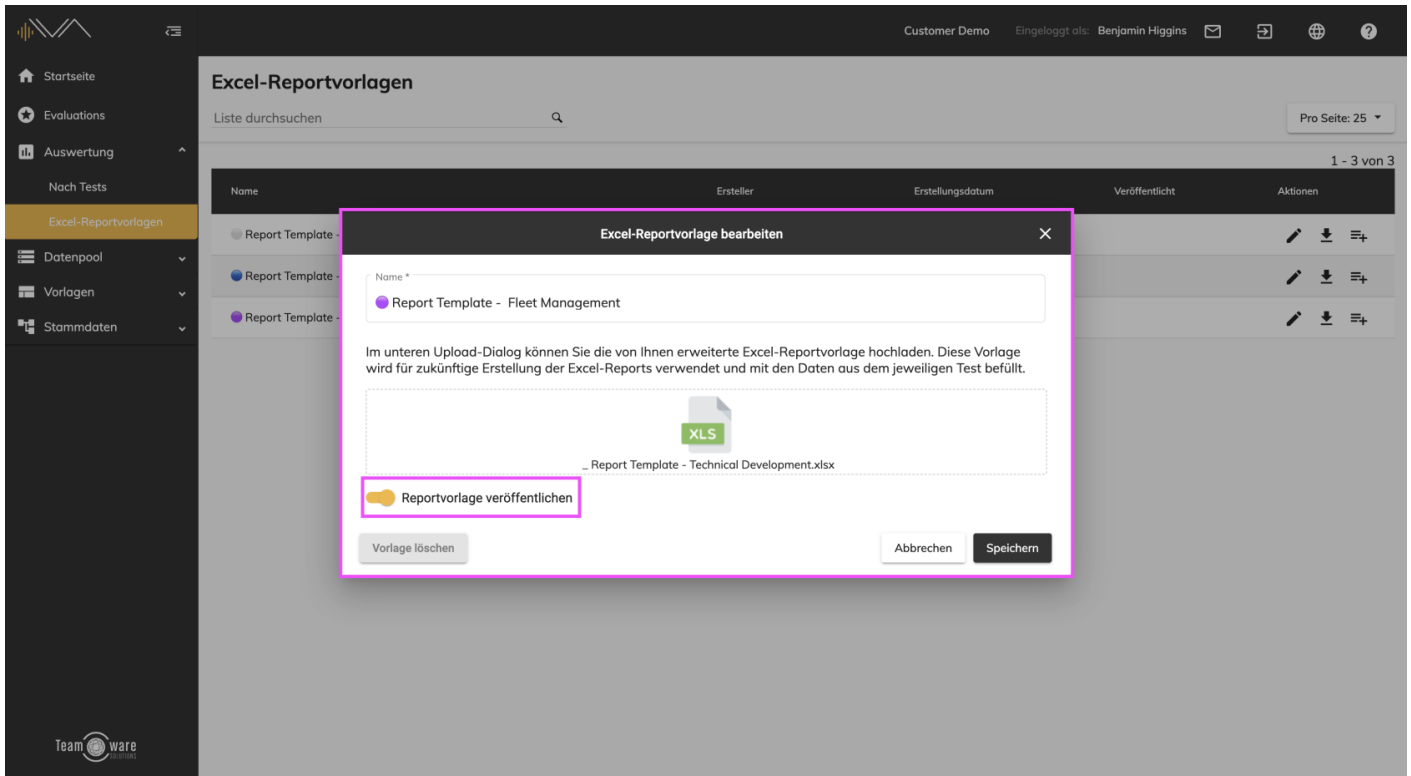 Customer Demo
Eingeloggt als: Benjamin Higgins
Startseite
Evaluations
Auswertung
Nach Tests
Excel-Reportvorlagen
Datenpool
Vorlagen
Stammdaten
Team ware
SOLUTIONS
Excel-Reportvorlagen
Liste durchsuchen
Pro Seite: 25
1 - 3 von 3
Name Ersteller Erstellungsdatum Veröffentlicht Aktionen
Report Template -
Report Template -
Report Template -
Excel-Reportvorlage bearbeiten
Name *
Report Template - Fleet Management
Im unteren Upload-Dialog können Sie die von Ihnen erweiterte Excel-Reportvorlage hochladen. Diese Vorlage
wird für zukünftige Erstellung der Excel-Reports verwendet und mit den Daten aus dem jeweiligen Test befüllt.
XLS
_ Report Template - Technical Development.xlsx
Reportvorlage veröffentlichen
Vorlage löschen
Abbrechen
Speichern